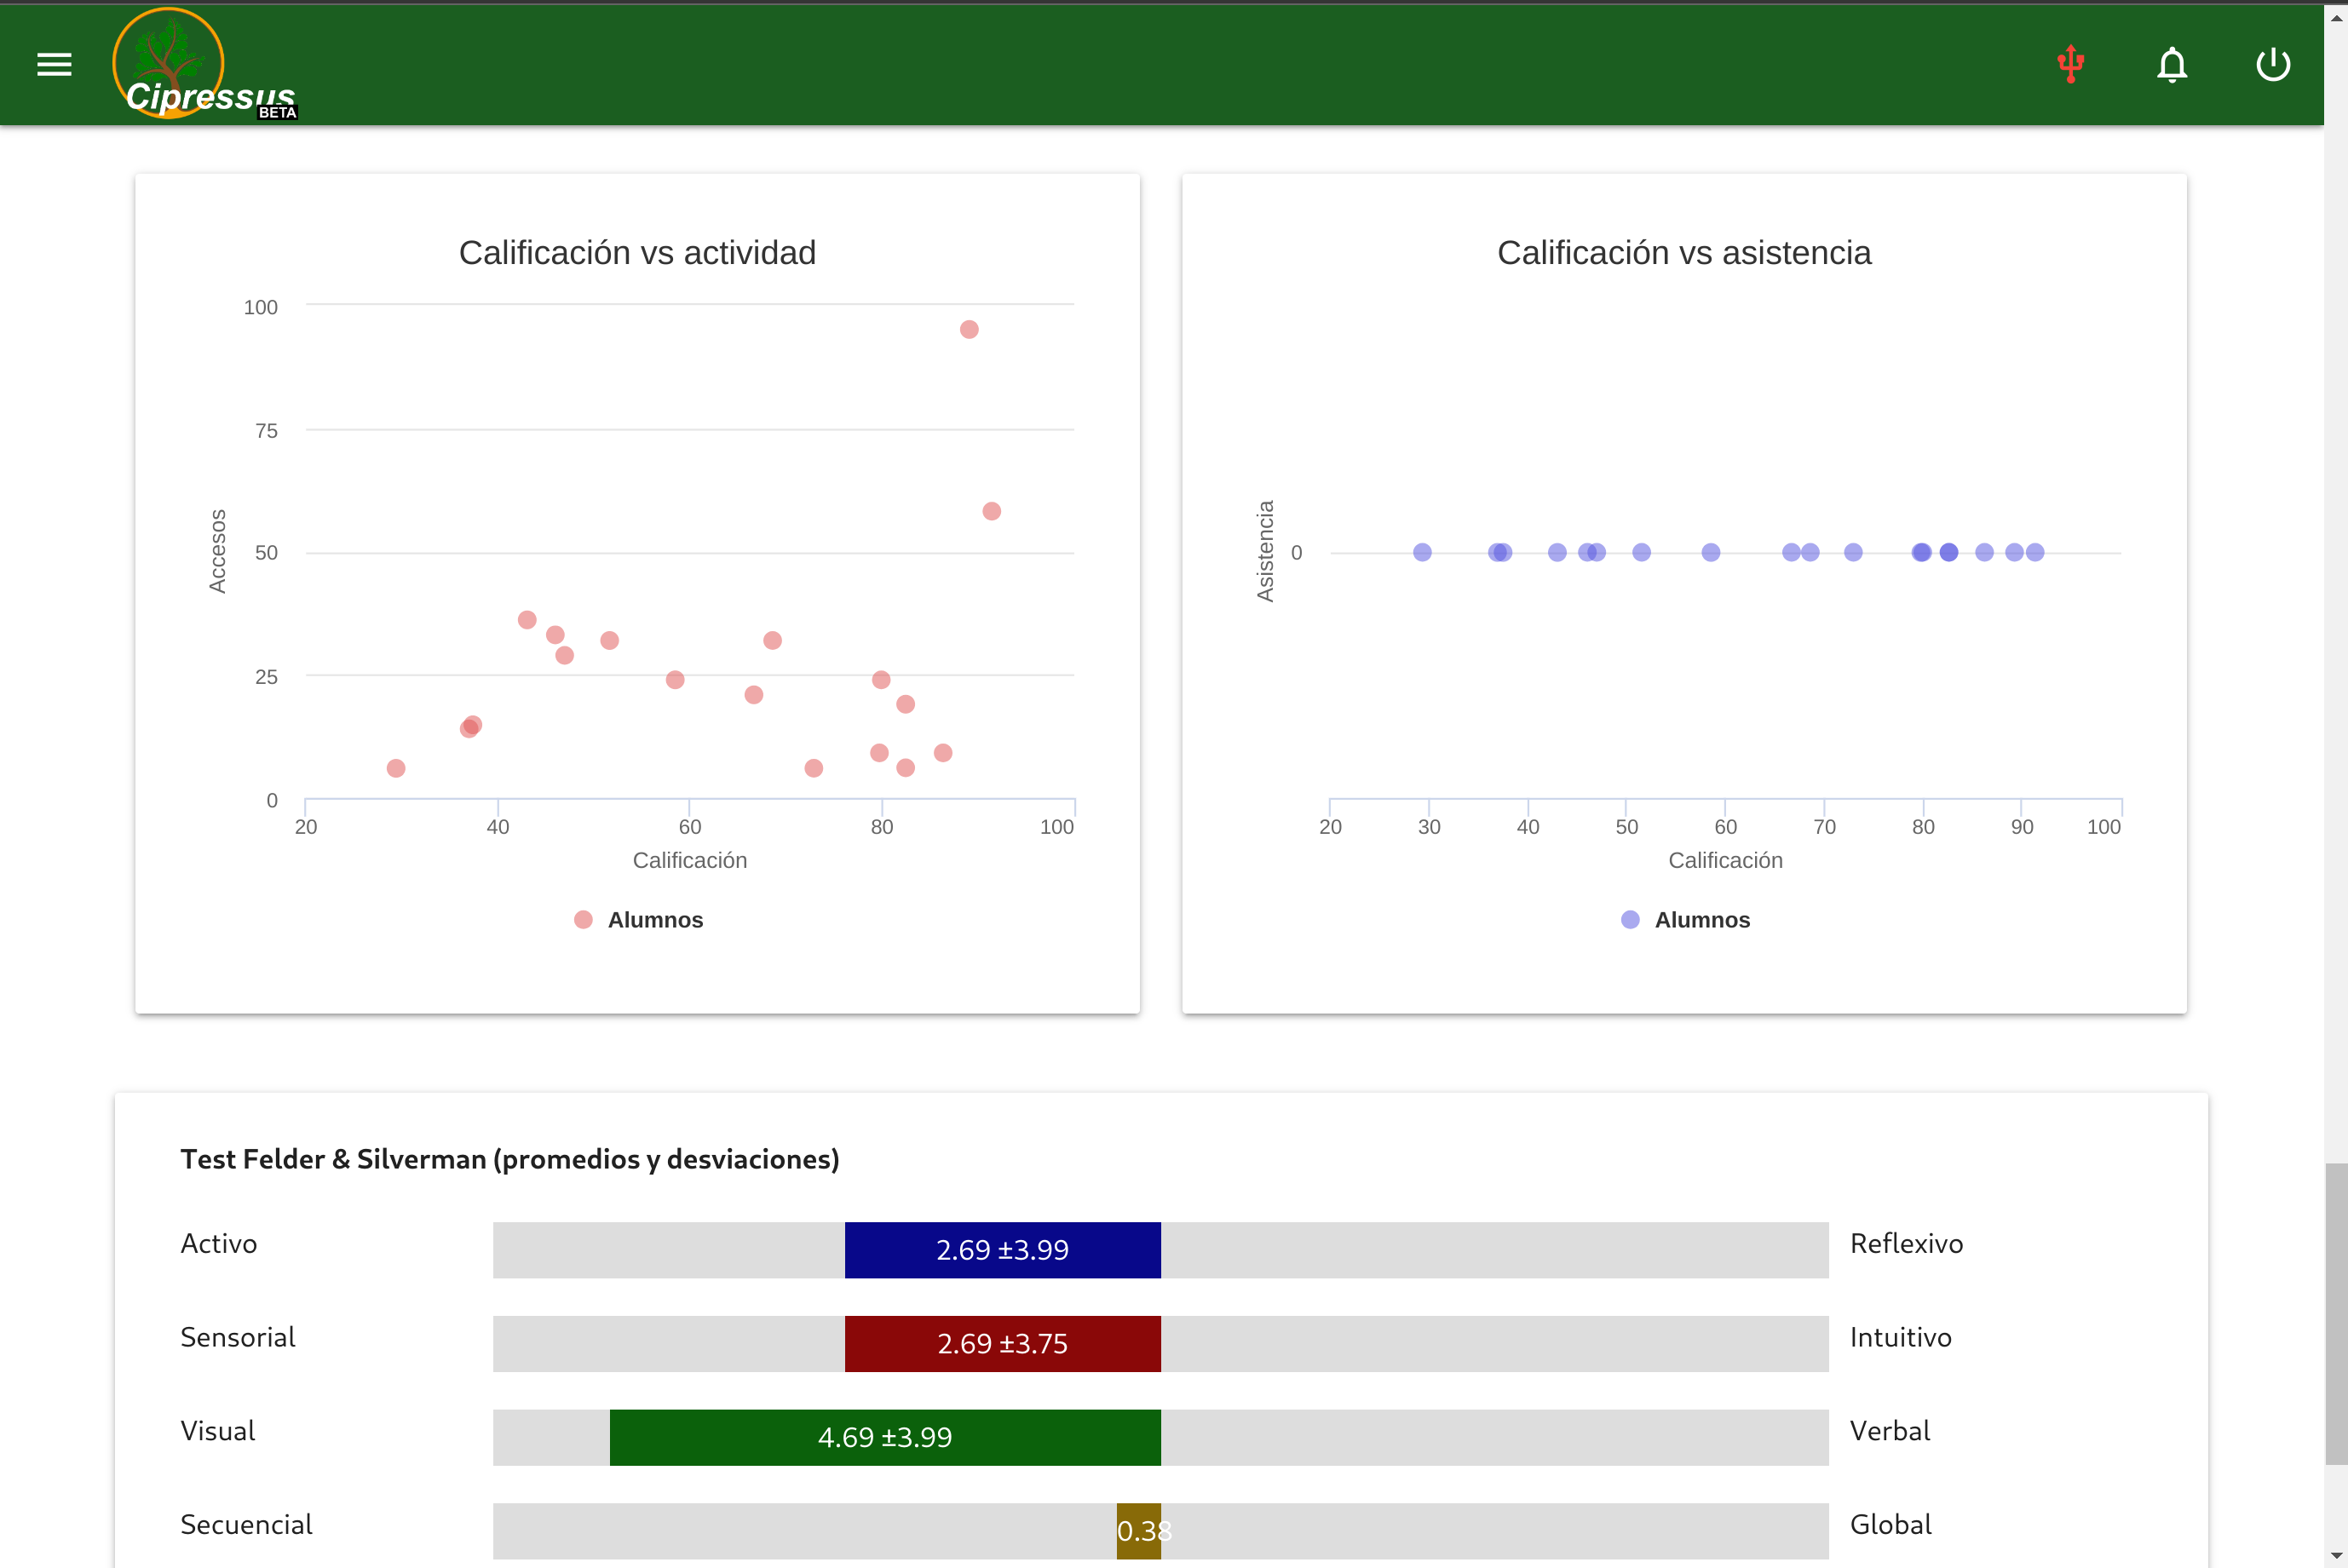 Cipressus
BETA
Calificación vs actividad
100
75
50
25
0
Accesos
20 40 60 80 100
Calificación
Alumnos
Calificación vs asistencia
0
Asistencia
20 30 40 50 60 70 80 90 100
Calificación
Alumnos
Test Felder & Silverman (promedios y desviaciones)
Activo 2.69 ±3.99 Reflexivo
Sensorial 2.69 ±3.75 Intuitivo
Visual 4.69 ±3.99 Verbal
Secuencial 0.38 Global